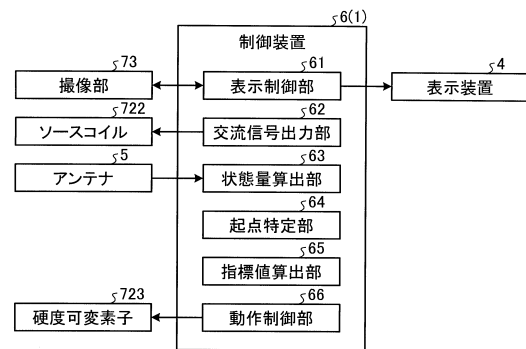 6(1)
制御装置
73
撮像部
61
表示制御部
4
表示装置
722
ソースコイル
62
交流信号出力部
5
アンテナ
63
状態量算出部
64
起点特定部
65
指標値算出部
723
硬度可変素子
66
動作制御部